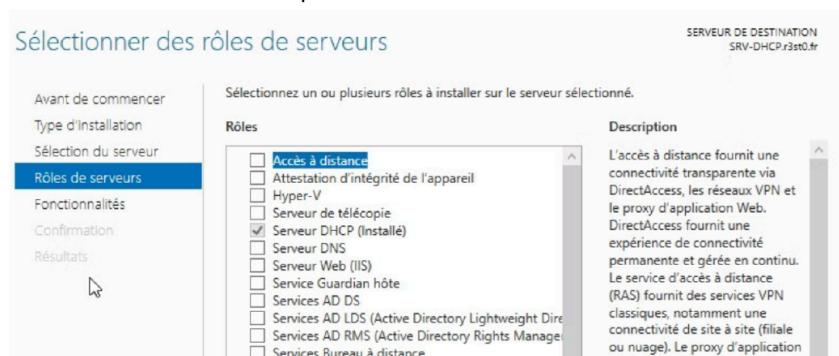 Sélectionner des rôles de serveurs
SERVEUR DE DESTINATION
SRV-DHCP.r3st0.fr
Avant de commencer
Type d'installation
Sélection du serveur
Rôles de serveurs
Fonctionnalités
Confirmation
Résultats
Sélectionnez un ou plusieurs rôles à installer sur le serveur sélectionné.
Rôles
Accès à distance
Attestation d'intégrité de l'appareil
Hyper-V
Serveur de télécopie
Serveur DHCP (Installé)
Serveur DNS
Serveur Web (IIS)
Service Guardian hôte
Services AD DS
Services AD LDS (Active Directory Lightweight Dire
Services AD RMS (Active Directory Rights Manage
Services Bureau à distance
Description
L'accès à distance fournit une
connectivité transparente via
DirectAccess, les réseaux VPN et
le proxy d'application Web.
DirectAccess fournit une
expérience de connectivité
permanente et gérée en continu.
Le service d'accès à distance
(RAS) fournit des services VPN
classiques, notamment une
connectivité de site à site (filiale
ou nuage). Le proxy d'application